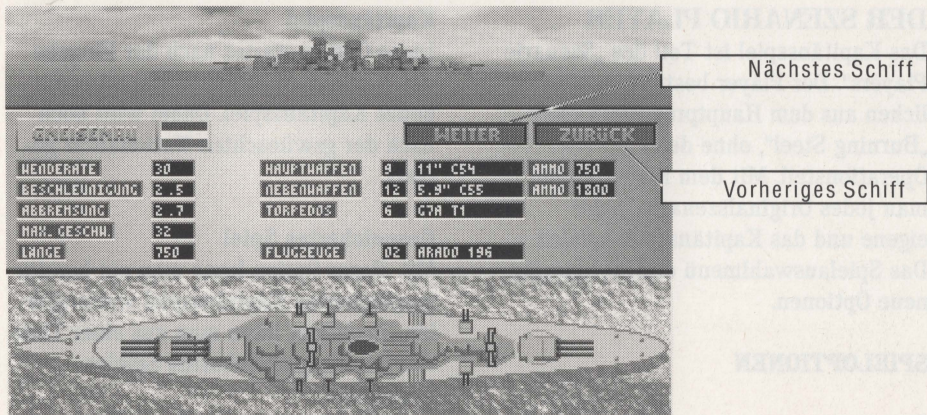 Nächstes Schiff
GNEISENAU WEITER ZURÜCK
WENDERATE 30 HAUPTWAFFEN 9 11" C54 AMMO 750
BESCHLEUNIGUNG 2.5 NEBENWAFFEN 12 5.9" C55 AMMO 1800
Vorheriges Schiff
ABBREMSUNG 2.7 TORPEDOS 6 G7A T1
MAX. GESCHW. 32
LÄNGE 750 FLUGZEUGE 02 ARADO 196